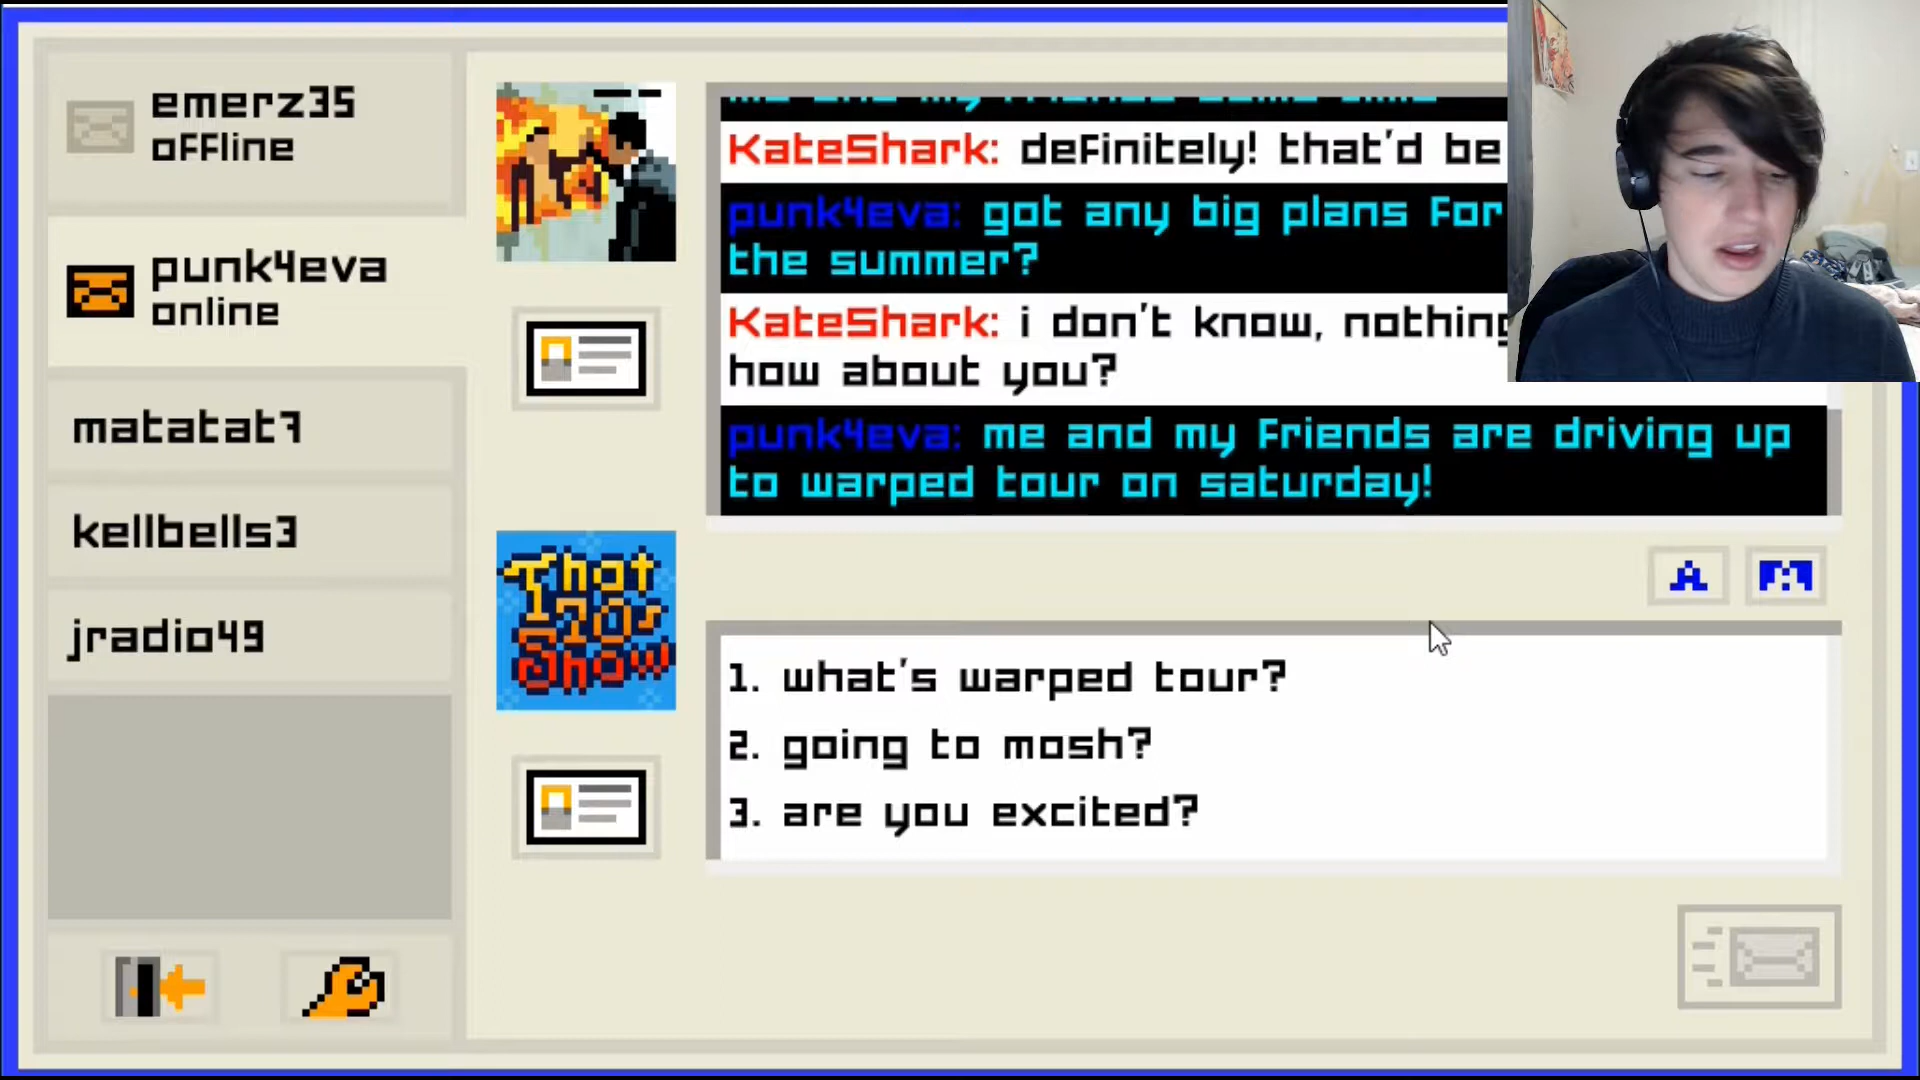 emerz35
offline
punk4eva
online
matatat7
kellbells3
jradio49
KateShark: definitely! that'd be
punk4eva: got any big plans for
the summer?
KateShark: i don't know, nothing
how about you?
punk4eva: me and my friends are driving up
to warped tour on saturday!
That
70s
Show
A
1. what's warped tour?
2. going to mosh?
3. are you excited?